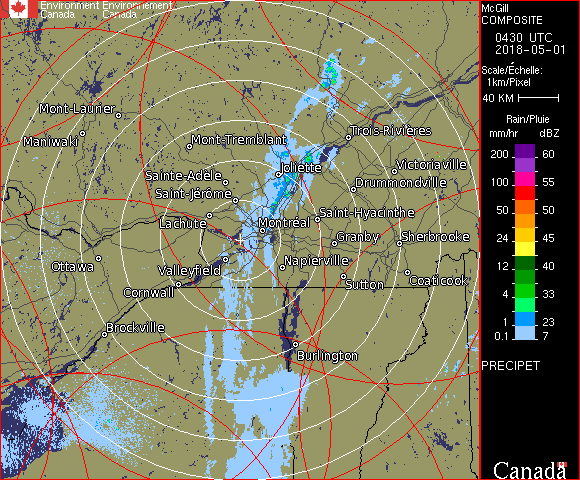 Environment Environnement
Canada Canada
McGill
COMPOSITE
0430 UTC
2018-05-01
Scale/Échelle:
1km/Pixel
40 KM
Rain/Pluie
mm/hr dBZ
200 60
100 55
50 50
24 45
12 40
4 33
1 23
0.1 7
PRECIPET
Canada
Mont-Laurier
Maniwaki
Mont-Tremblant
Trois-Rivières
Joliette
Victoriaville
Sainte-Adèle
Drummondville
Saint-Jérôme
Saint-Hyacinthe
Lachute
Montréal
Granby
Sherbrooke
Ottawa
Valleyfield
Napierville
Cornwall
Sutton
Coaticook
Brockville
Burlington